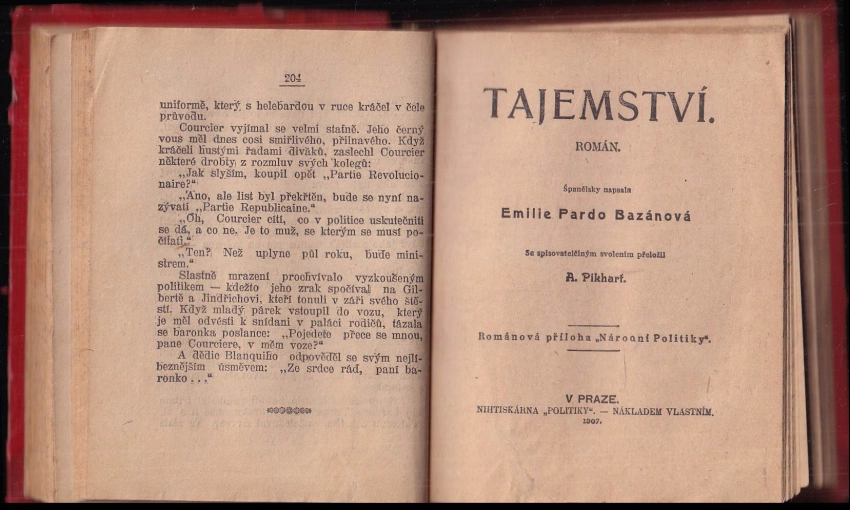 204
uniformě, který, s helebardou v ruce kráčel v čele
průvodu.
Courcier vyjímal se velmi statně. Jeho černý
vous měl dnes cosi smířlivého, přilnavého. Když
kráčeli hustými řadami diváků, zaslechl Courcier
některé drobty z rozmluv svých kolegů:
„Jak slyším, koupil opět „Partie Revolucio-
naire?“
„Ano, ale list byl překřtěn, bude se nyní na-
zývati „Partie Republicaine.“
„Oh, Courcier cítí, co v politice uskutečniti
se dá, a co ne. Je to muž, se kterým se musí po-
čítati.“
„Ten? Než uplyne půl roku, bude mini-
strem.“
Slastné mrazení prochvívalo vyzkoušeným
politikem — kdežto jeho zrak spočíval na Gil-
bertě a Jindřichovi, kteří tonuli v záři svého ště-
stí. Když mladý párek vstoupil do vozu, který
je měl odvésti k snídani v paláci rodičů, tázala
se baronka poslance: „Pojedete přece se mnou,
pane Courciere, v mém voze?“
A dědic Blanquiho odpověděl se svým nejlí-
beznějším úsměvem: „Ze srdce rád, paní ba-
ronko . . .“
TAJEMSTVÍ.
ROMÁN.
Španělsky napsala
Emilie Pardo Bazánová
Se spisovatelčiným svolením přeložil
A. Pikhart.
Románová příloha „Národní Politiky“.
V PRAZE.
NIHTISKÁRNA „POLITIKY“. — NÁKLADEM VLASTNÍM.
1907.